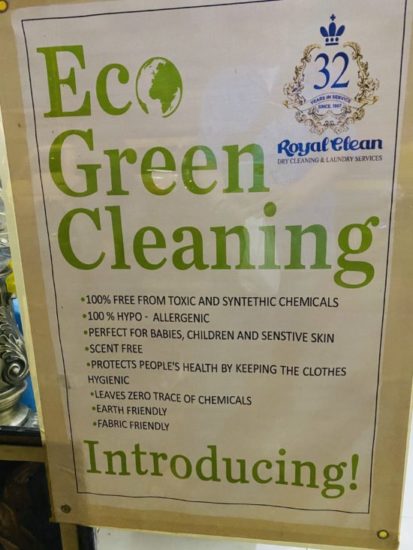 Eco
Green
Cleaning
32
YEARS IN SERVICE
SINCE 1987
Royal Clean
DRY CLEANING & LAUNDRY SERVICES
•100% FREE FROM TOXIC AND SYNTETHIC CHEMICALS
•100 % HYPO - ALLERGENIC
•PERFECT FOR BABIES, CHILDREN AND SENSTIVE SKIN
•SCENT FREE
•PROTECTS PEOPLE'S HEALTH BY KEEPING THE CLOTHES
HYGIENIC
•LEAVES ZERO TRACE OF CHEMICALS
•EARTH FRIENDLY
•FABRIC FRIENDLY
Introducing!